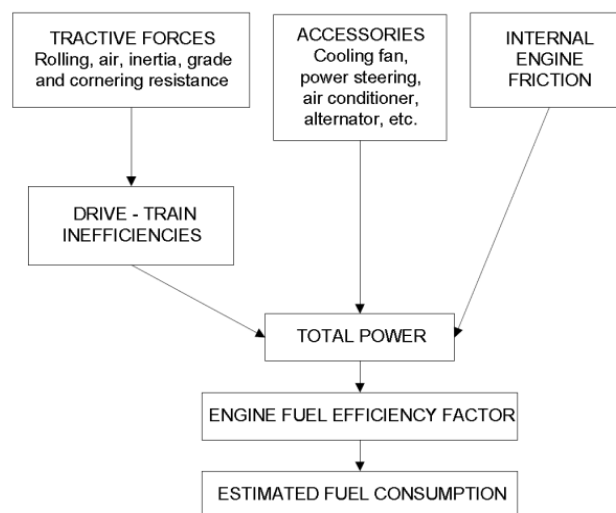 TRACTIVE FORCES
Rolling, air, inertia, grade
and cornering resistance
ACCESSORIES
Cooling fan,
power steering,
air conditioner,
alternator, etc.
INTERNAL
ENGINE
FRICTION
DRIVE - TRAIN
INEFFICIENCIES
TOTAL POWER
ENGINE FUEL EFFICIENCY FACTOR
ESTIMATED FUEL CONSUMPTION